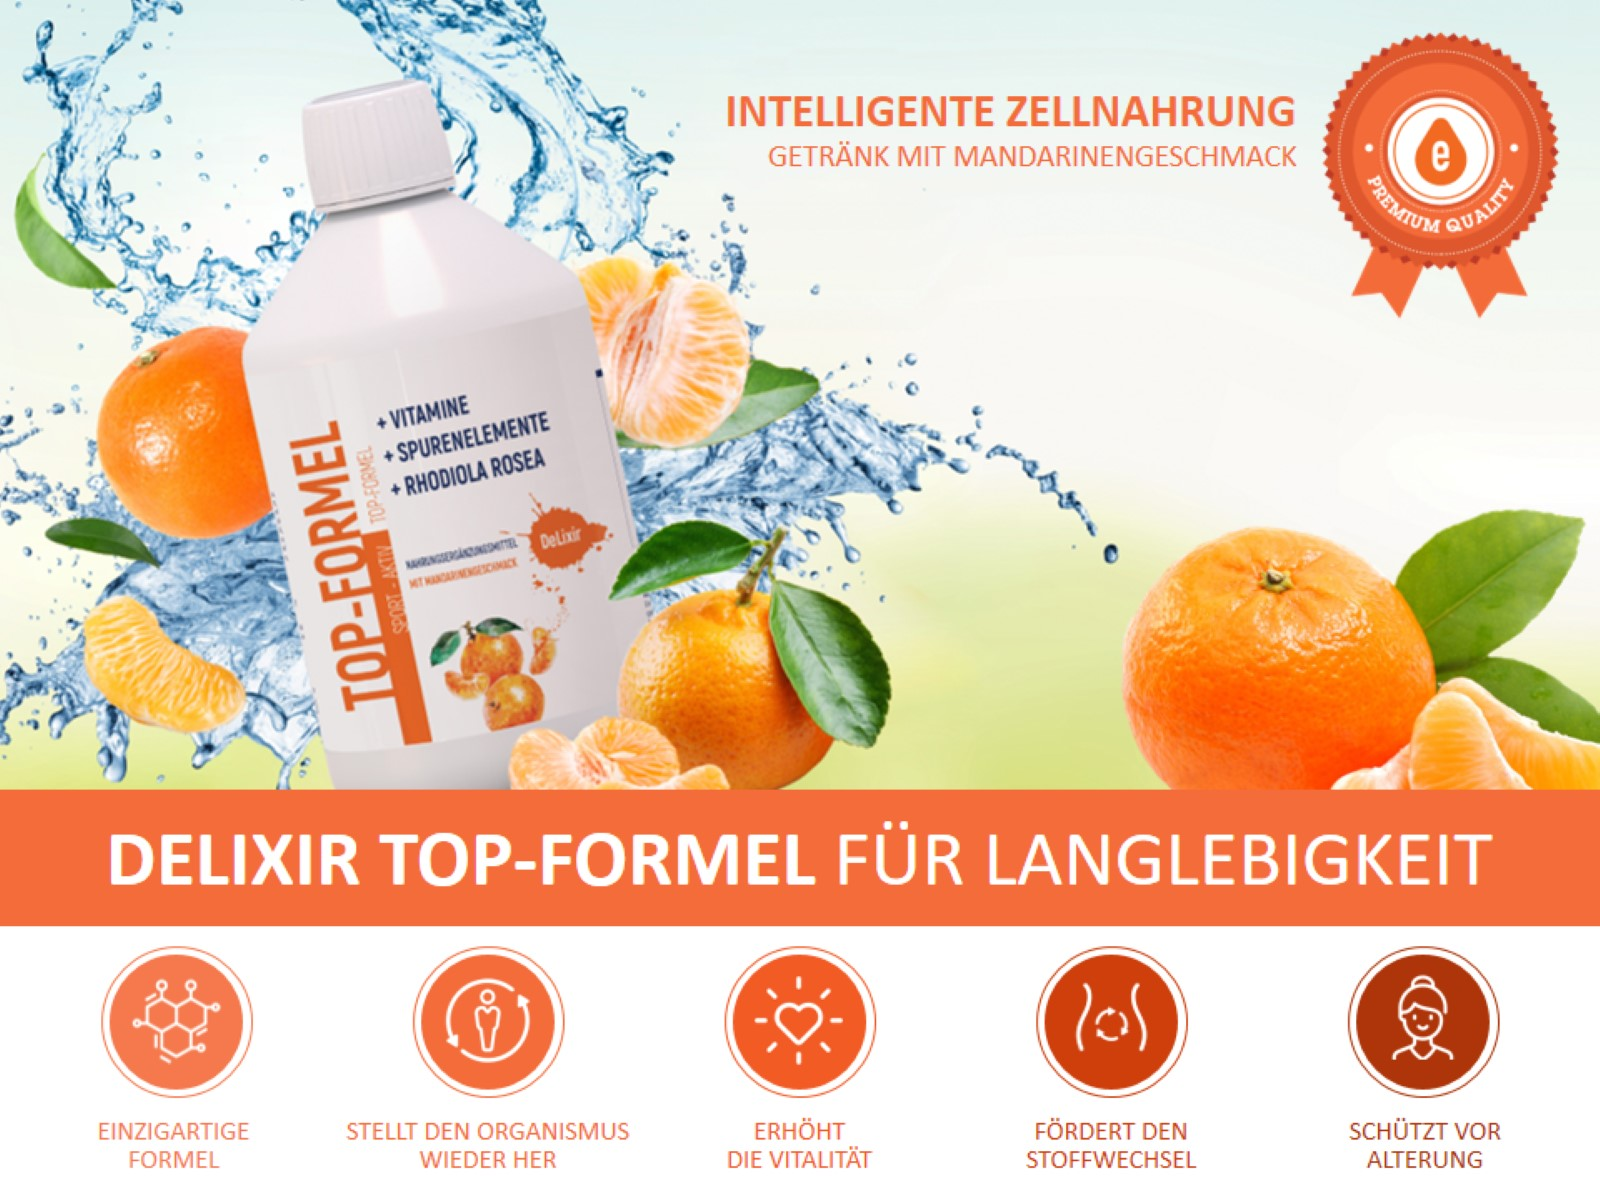 INTELLIGENTE ZELLNAHRUNG
GETRÄNK MIT MANDARINENGESCHMACK
e
PREMIUM QUALITY
+ VITAMINE
+ SPURENELEMENTE
+ RHODIOLA ROSEA
TOP-FORMEL
TOP-FORMEL
SPORT - AKTIV
DeLixir
NAHRUNGSERGÄNZUNGSMITTEL
MIT MANDARINENGESCHMACK
DELIXIR TOP-FORMEL FÜR LANGLEBIGKEIT
EINZIGARTIGE
FORMEL
STELLT DEN ORGANISMUS
WIEDER HER
ERHÖHT
DIE VITALITÄT
FÖRDERT DEN
STOFFWECHSEL
SCHÜTZT VOR
ALTERUNG